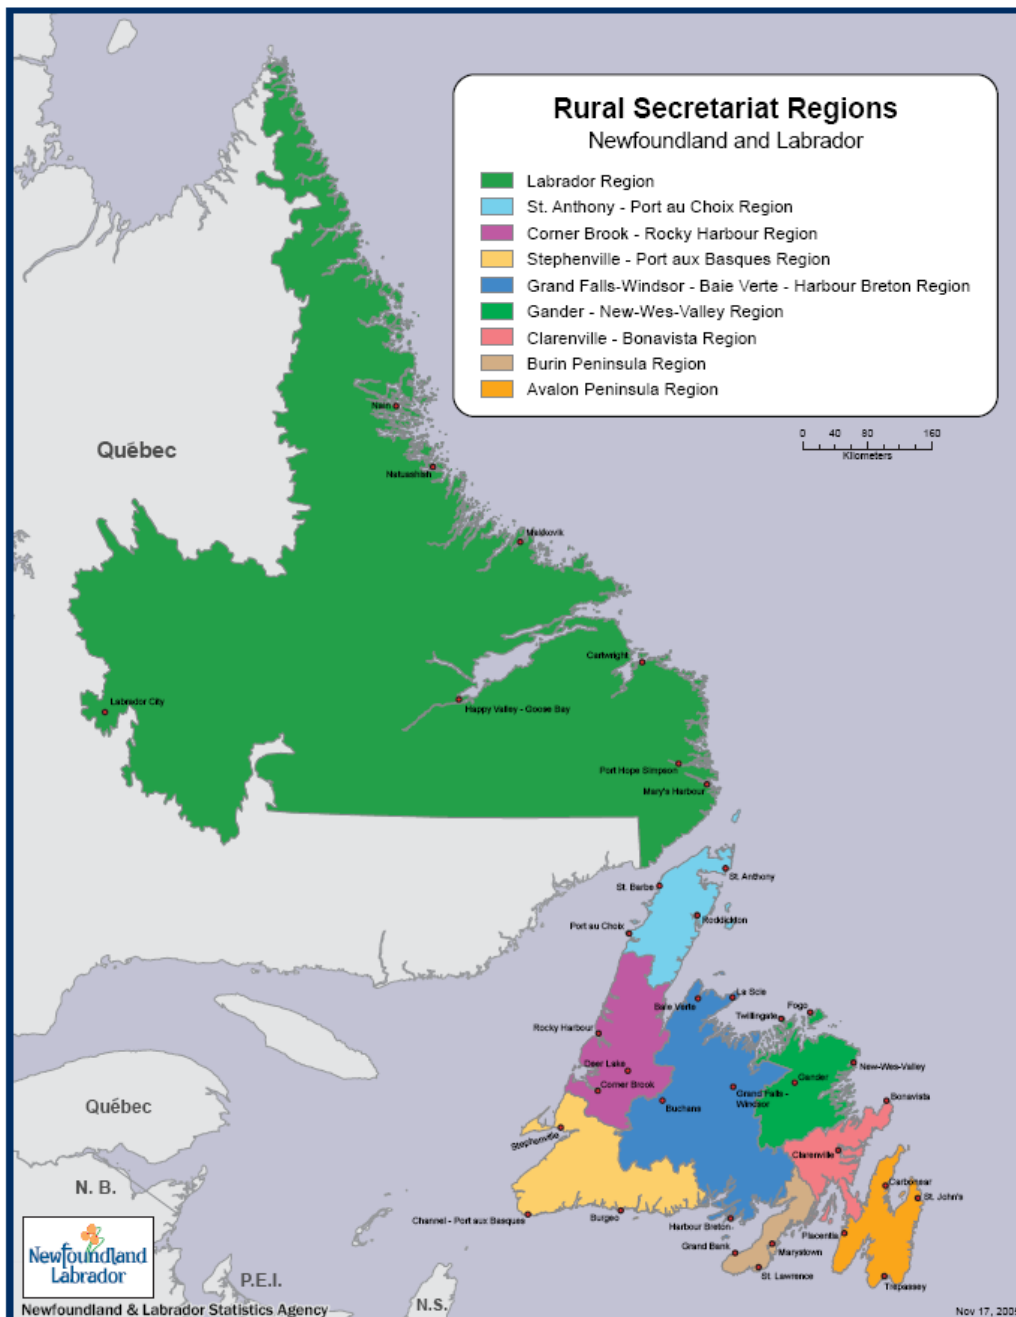 Rural Secretariat Regions
Newfoundland and Labrador
Labrador Region
St. Anthony - Port au Choix Region
Corner Brook - Rocky Harbour Region
Stephenville - Port aux Basques Region
Grand Falls-Windsor - Baie Verte - Harbour Breton Region
Gander - New-Wes-Valley Region
Clarenville - Bonavista Region
Burin Peninsula Region
Avalon Peninsula Region
0 40 80 160
Kilometers
Nain
Québec
Natuashish
Makkovik
Cartwright
Labrador City
Happy Valley - Goose Bay
Port Hope Simpson
Mary's Harbour
St. Anthony
St. Barbe
Roddickton
Port au Choix
La Scie
Baie Verte
Fogo
Twillingate
Rocky Harbour
Deer Lake
New-Wes-Valley
Gander
Corner Brook
Grand Falls -
Windsor
Bonavista
Buchans
Québec
Stephenville
Clarenville
N. B.
Carbonear
St. John's
Channel - Port aux Basques
Burgeo
Harbour Breton
Placentia
Grand Bank
Marystown
St. Lawrence
Trepassey
Newfoundland
Labrador
P.E.I.
N.S.
Newfoundland & Labrador Statistics Agency
Nov 17, 2005